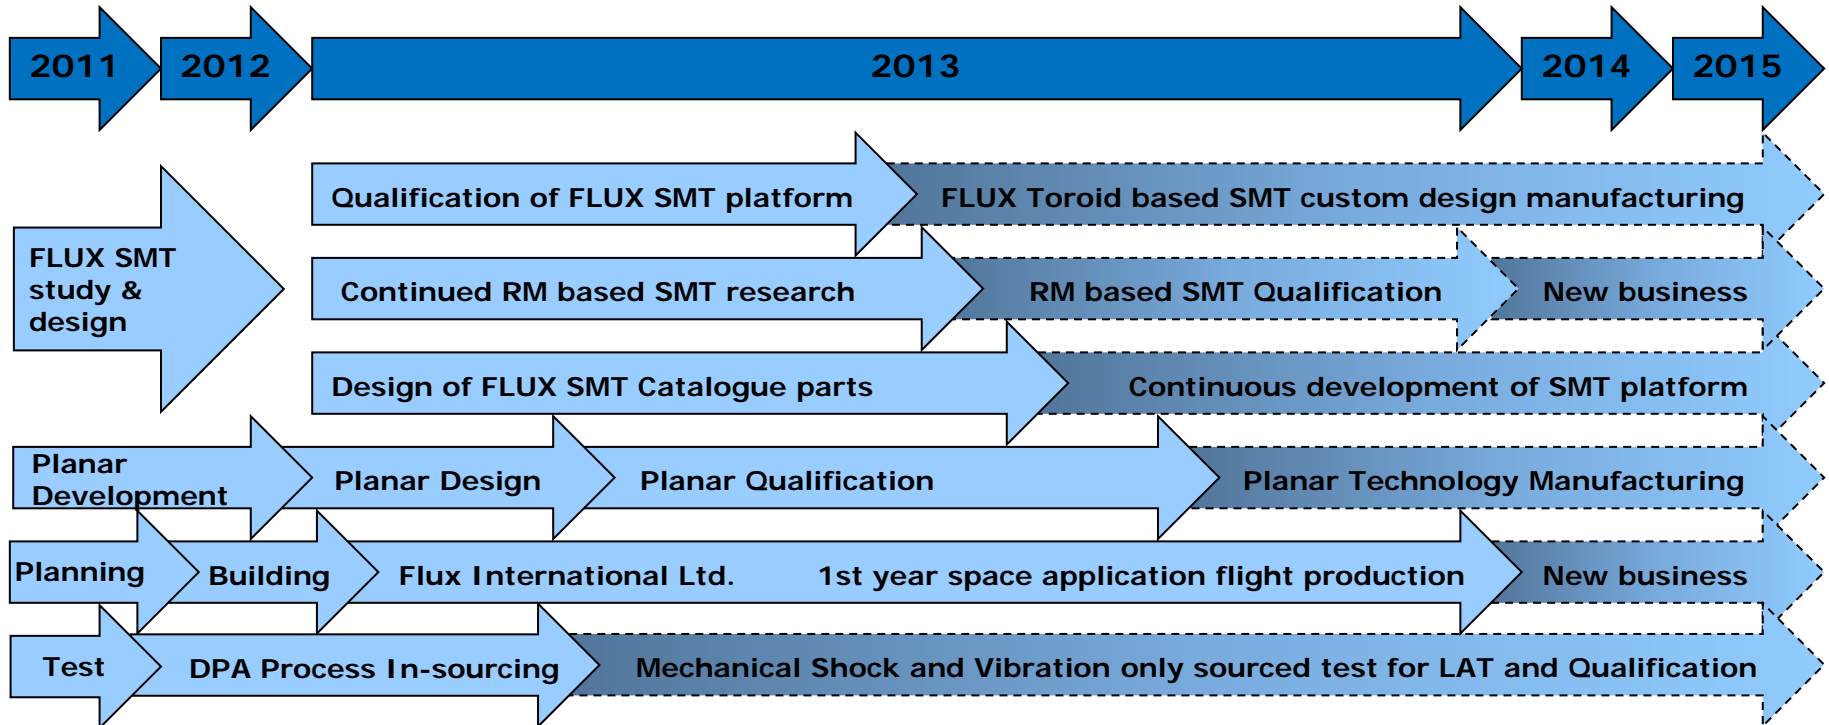 2011 2012 2013 2014 2015
Qualification of FLUX SMT platform FLUX Toroid based SMT custom design manufacturing
FLUX SMT
study &
design
Continued RM based SMT research RM based SMT Qualification New business
Design of FLUX SMT Catalogue parts Continuous development of SMT platform
Planar
Development
Planar Design Planar Qualification Planar Technology Manufacturing
Planning Building Flux International Ltd. 1st year space application flight production New business
Test DPA Process In-sourcing Mechanical Shock and Vibration only sourced test for LAT and Qualification